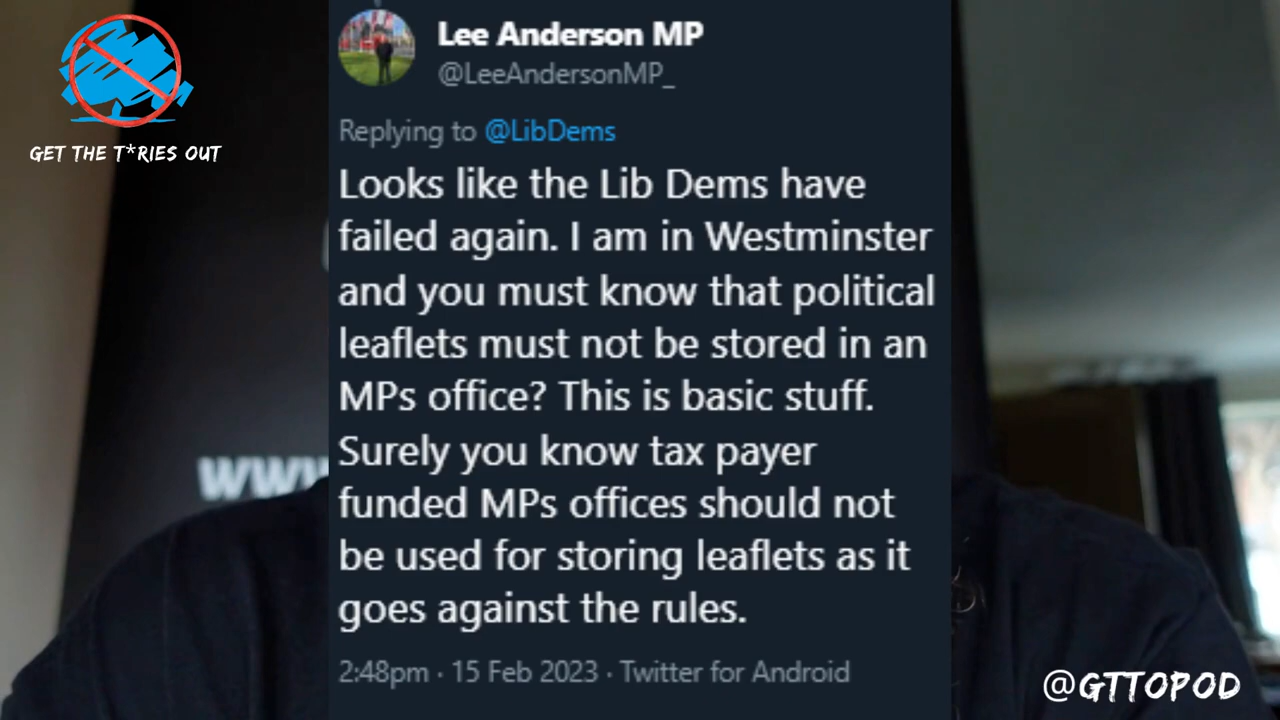 GET THE T*RIES OUT
Lee Anderson MP
@LeeAndersonMP_
Replying to @LibDems
Looks like the Lib Dems have
failed again. I am in Westminster
and you must know that political
leaflets must not be stored in an
MPs office? This is basic stuff.
Surely you know tax payer
funded MPs offices should not
be used for storing leaflets as it
goes against the rules.
2:48pm · 15 Feb 2023 · Twitter for Android
@GTTOPOD